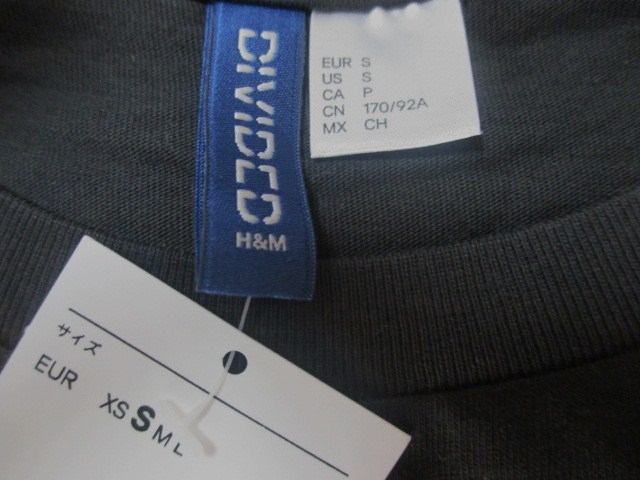 DIVIDED
H&M
EUR S
US S
CA P
CN 170/92A
MX CH
サイズ
EUR XS S M L